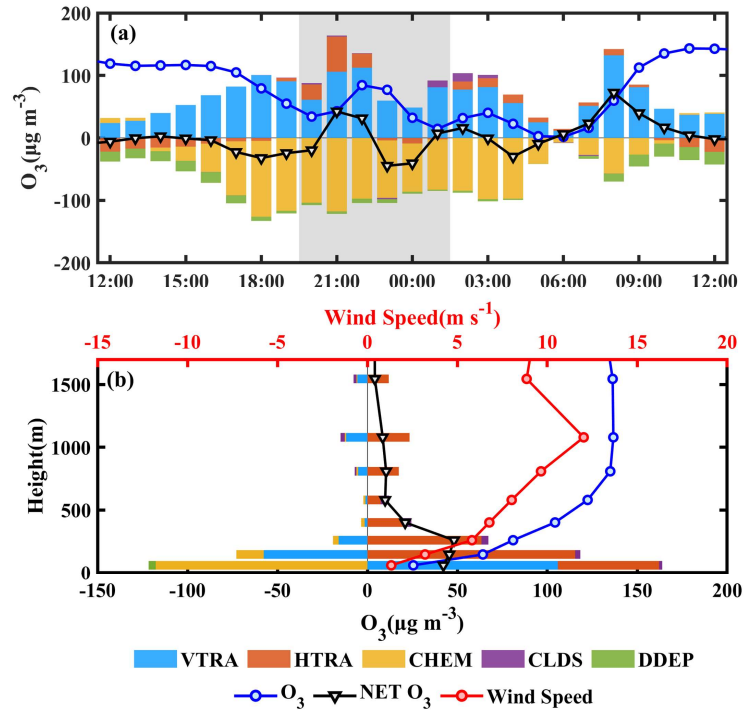 (a)
O₃(μg m⁻³)
200
100
0
-100
-200
12:00 15:00 18:00 21:00 00:00 03:00 06:00 09:00 12:00
Wind Speed(m s⁻¹)
-15 -10 -5 0 5 10 15 20
(b)
Height(m)
1500
1000
500
0
-150 -100 -50 0 50 100 150 200
O₃(μg m⁻³)
VTRA HTRA CHEM CLDS DDEP
O₃ NET O₃ Wind Speed